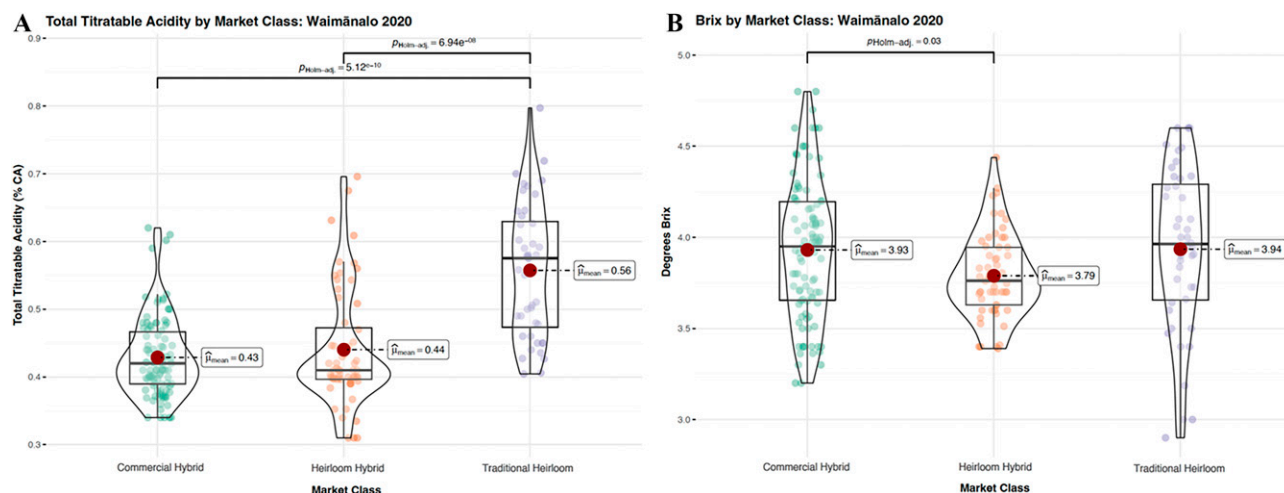 A Total Titratable Acidity by Market Class: Waimānalo 2020
0.9
0.8
0.7
0.6
0.5
0.4
0.3
Total Titratable Acidity (% CA)
pHolm-adj. = 6.94e-08
pHolm-adj. = 5.12e-10
μ̂mean = 0.43
μ̂mean = 0.44
μ̂mean = 0.56
Commercial Hybrid Heirloom Hybrid Traditional Heirloom
Market Class
B Brix by Market Class: Waimānalo 2020
5.0
4.5
4.0
3.5
3.0
Degrees Brix
pHolm-adj. = 0.03
μ̂mean = 3.93
μ̂mean = 3.79
μ̂mean = 3.94
Commercial Hybrid Heirloom Hybrid Traditional Heirloom
Market Class